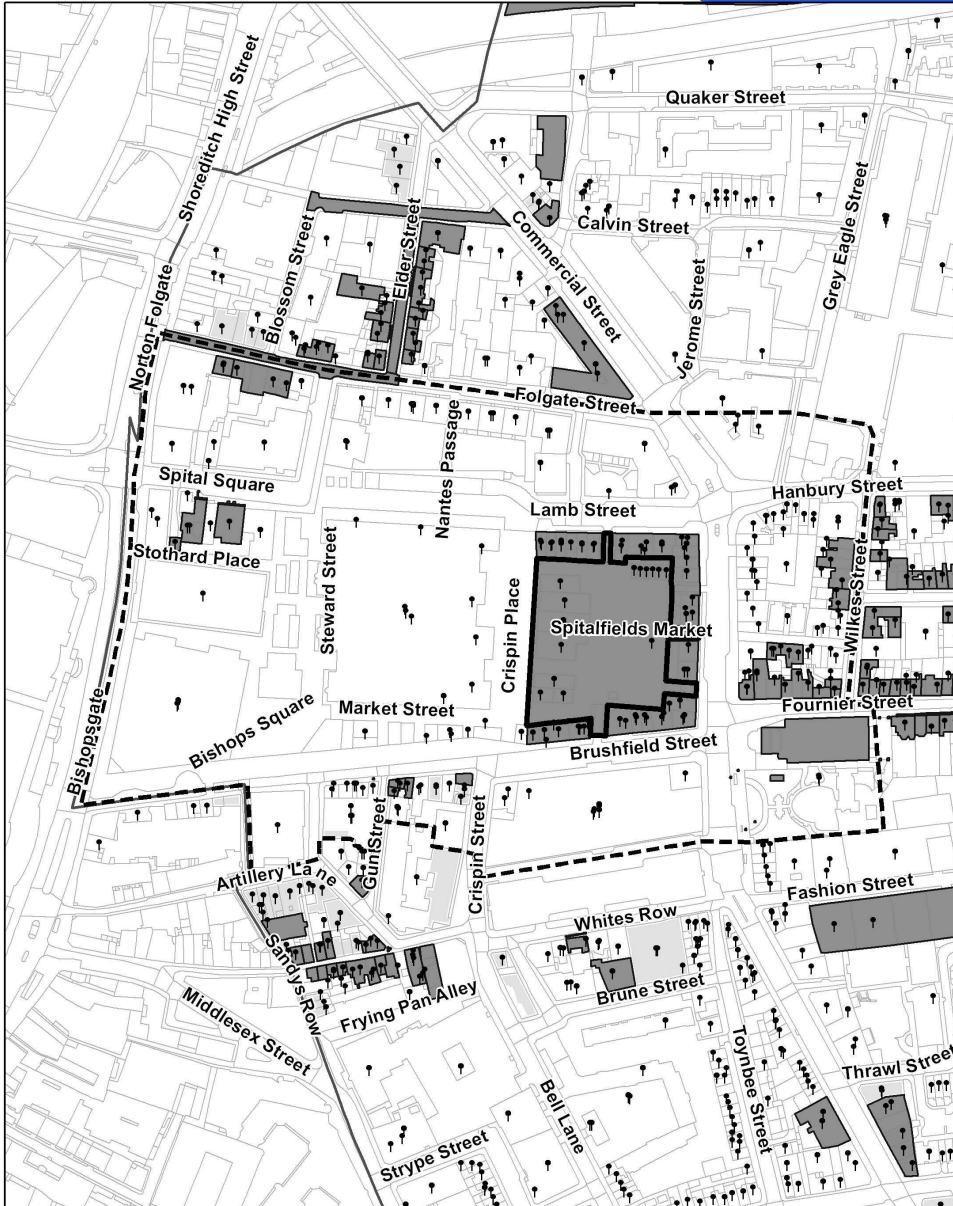 Quaker Street
Shoreditch High Street
Grey Eagle Street
Calvin Street
Commercial Street
Elder Street
Blossom Street
Jerome Street
Norton Folgate
Folgate Street
Nantes Passage
Spital Square
Hanbury Street
Lamb Street
Stothard Place
Steward Street
Wilkes Street
Crispin Place
Spitalfields Market
Fournier Street
Market Street
Bishops Square
Brushfield Street
Bishopsgate
Gun Street
Crispin Street
Artillery Lane
Fashion Street
Whites Row
Sandys Row
Brune Street
Frying Pan Alley
Middlesex Street
Toynbee Street
Thrawl Street
Bell Lane
Strype Street